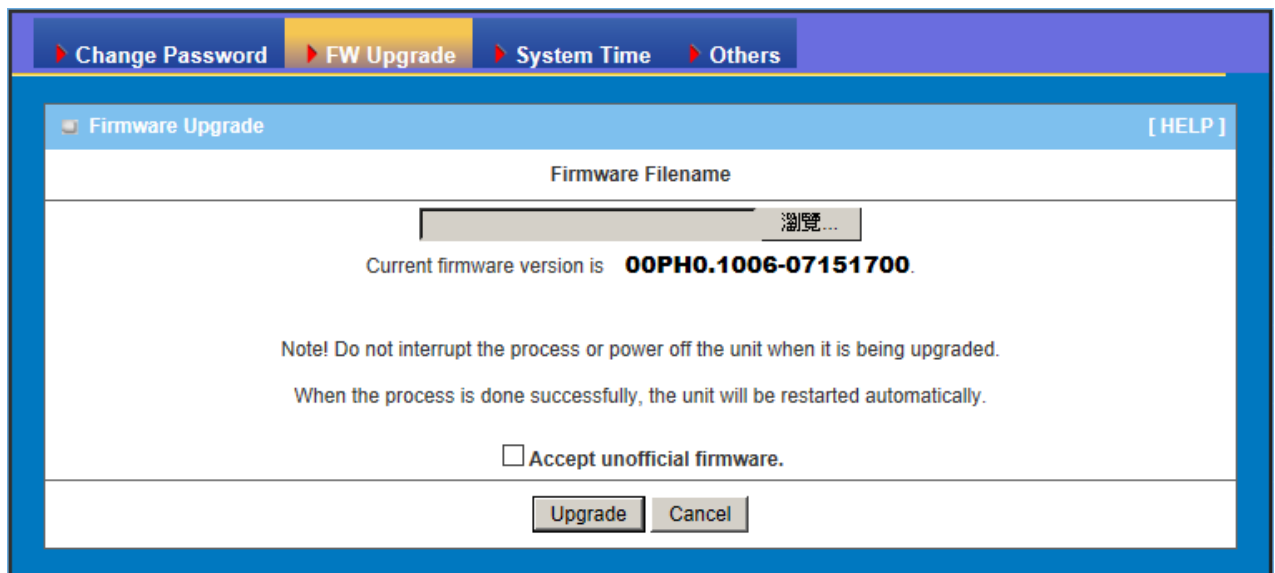 Change Password FW Upgrade System Time Others
Firmware Upgrade [ HELP ]
Firmware Filename
瀏覽...
Current firmware version is 00PH0.1006-07151700.
Note! Do not interrupt the process or power off the unit when it is being upgraded.
When the process is done successfully, the unit will be restarted automatically.
Accept unofficial firmware.
Upgrade Cancel